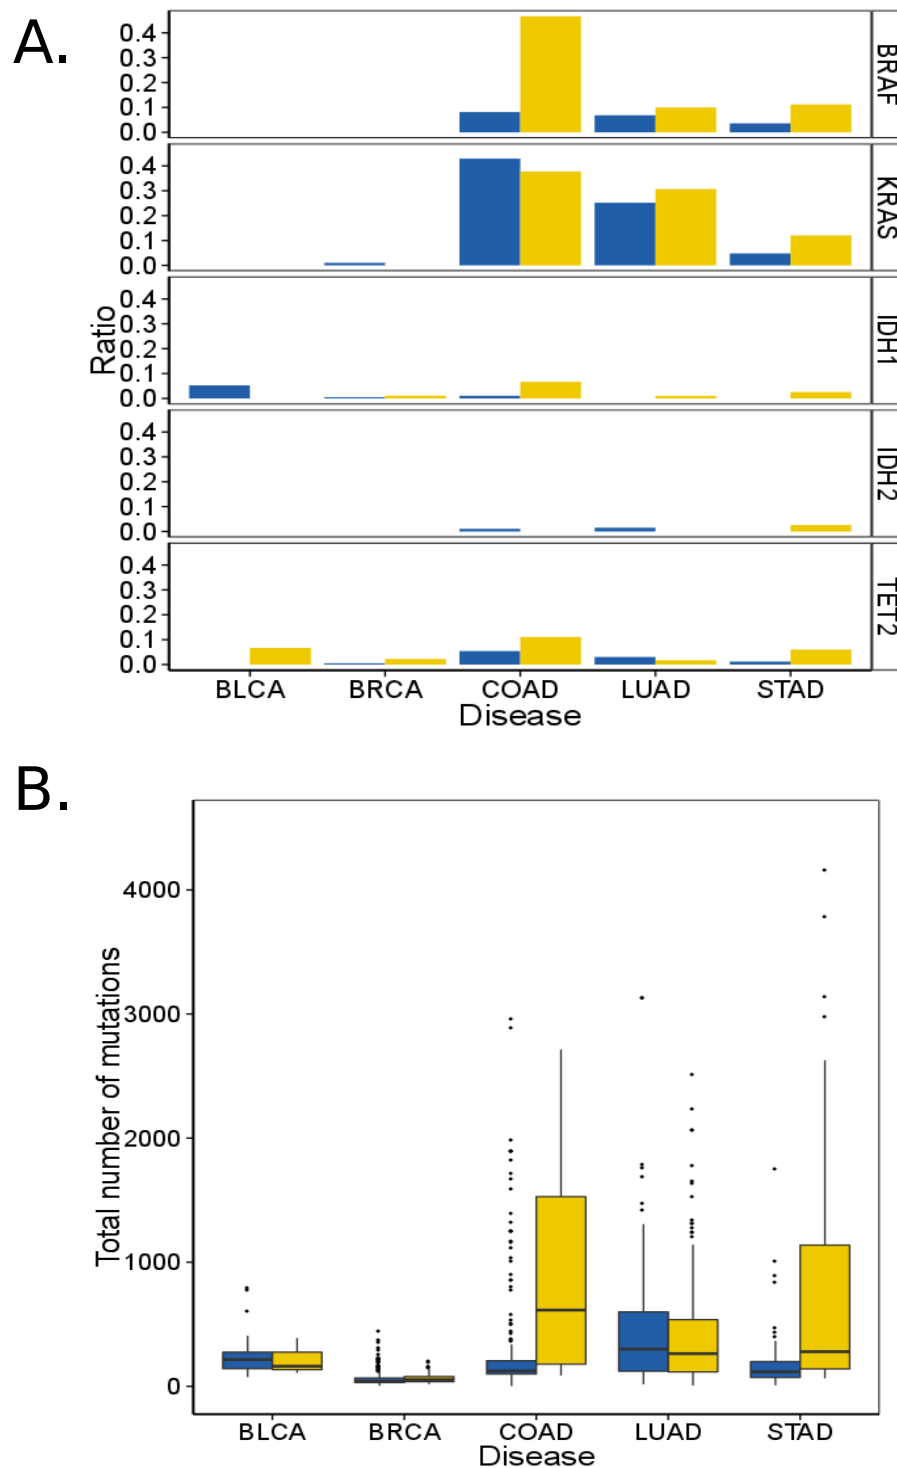 A.
0.4
0.3
0.2
0.1
0.0
BRAF
0.4
0.3
0.2
0.1
0.0
KRAS
Ratio
0.4
0.3
0.2
0.1
0.0
IDH1
0.4
0.3
0.2
0.1
0.0
IDH2
0.4
0.3
0.2
0.1
0.0
TET2
BLCA BRCA COAD LUAD STAD
Disease
B.
Total number of mutations
4000
3000
2000
1000
0
BLCA BRCA COAD LUAD STAD
Disease